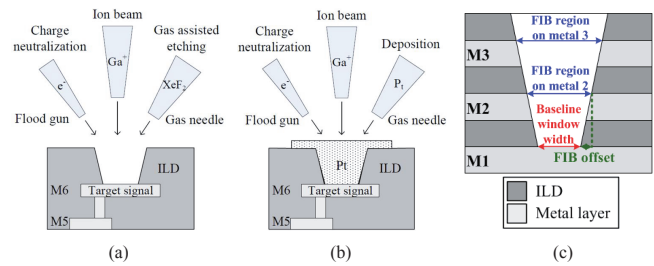 Charge
neutralization
Ion beam
Gas assisted
etching
e-
Ga+
XeF2
Flood gun
Gas needle
ILD
M6
Target signal
M5
(a)
Charge
neutralization
Ion beam
Deposition
e-
Ga+
Pt
Flood gun
Gas needle
Pt
ILD
M6
Target signal
M5
(b)
FIB region
on metal 3
M3
FIB region
on metal 2
M2
Baseline
window
width
M1
FIB offset
ILD
Metal layer
(c)